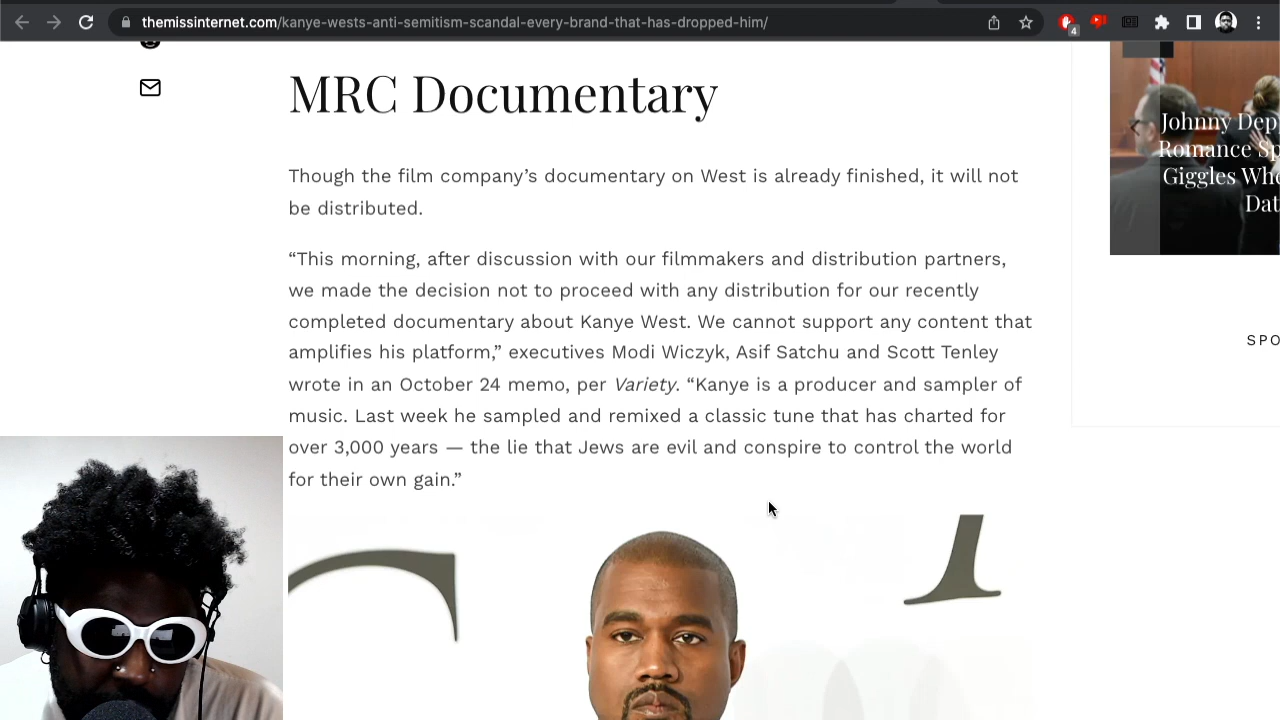 themissinternet.com/kanye-wests-anti-semitism-scandal-every-brand-that-has-dropped-him/
4
MRC Documentary
Though the film company’s documentary on West is already finished, it will not
be distributed.
“This morning, after discussion with our filmmakers and distribution partners,
we made the decision not to proceed with any distribution for our recently
completed documentary about Kanye West. We cannot support any content that
amplifies his platform,” executives Modi Wiczyk, Asif Satchu and Scott Tenley
wrote in an October 24 memo, per Variety. “Kanye is a producer and sampler of
music. Last week he sampled and remixed a classic tune that has charted for
over 3,000 years — the lie that Jews are evil and conspire to control the world
for their own gain.”
Johnny Dep
Romance Sp
Giggles Whe
Dat
SPO